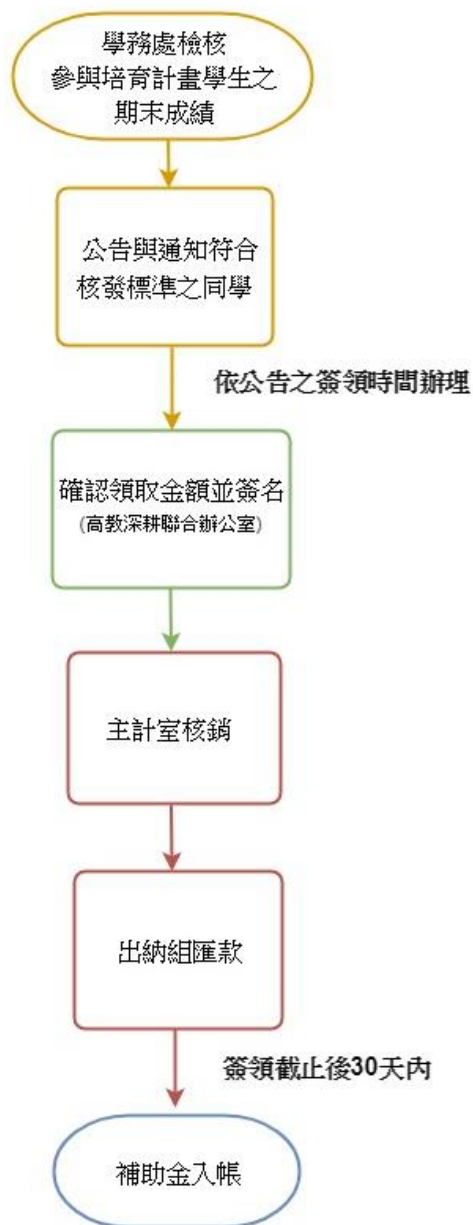 學務處檢核
參與培育計畫學生之
期末成績
公告與通知符合
核發標準之同學
依公告之簽領時間辦理
確認領取金額並簽名
(高教深耕聯合辦公室)
主計室核銷
出納組匯款
簽領截止後30天內
補助金入帳